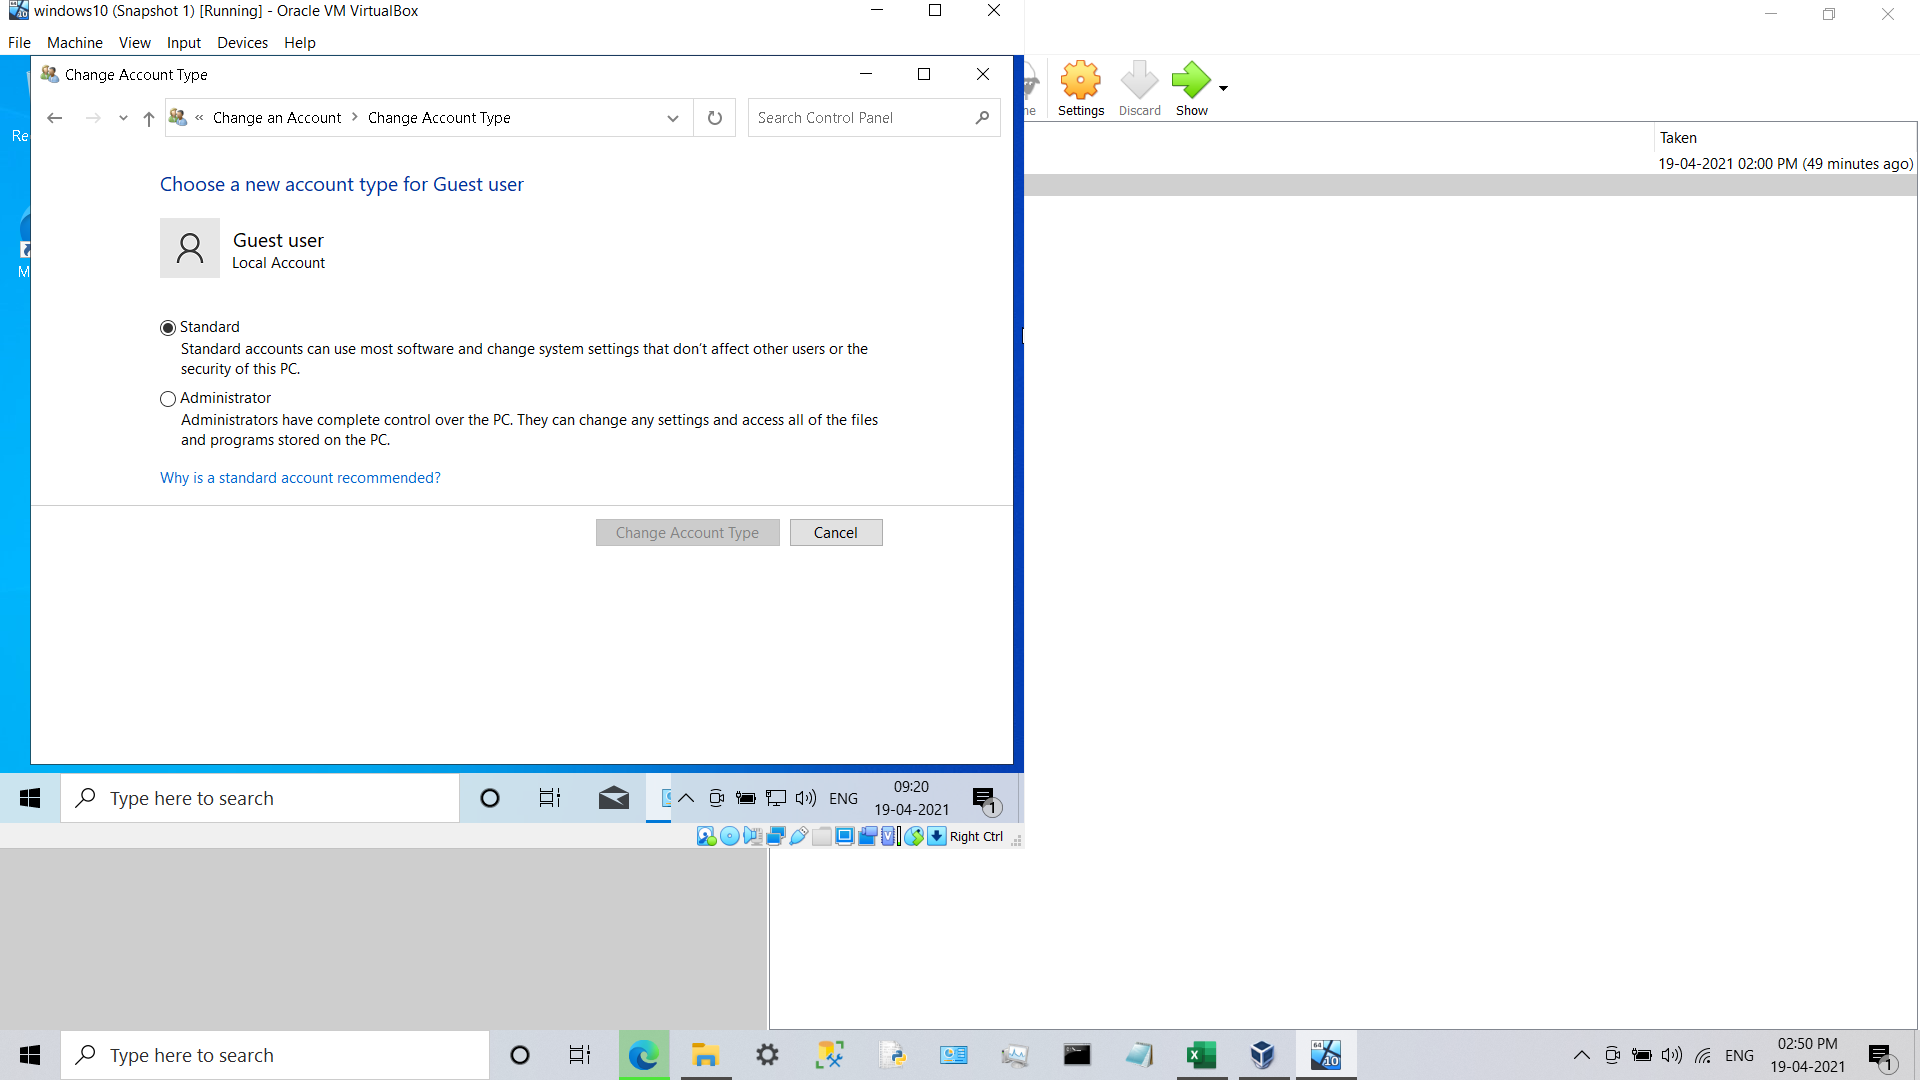 windows10 (Snapshot 1) [Running] - Oracle VM VirtualBox
File Machine View Input Devices Help
Change Account Type
« Change an Account > Change Account Type
Search Control Panel
Settings Discard Show
Taken
19-04-2021 02:00 PM (49 minutes ago)
Choose a new account type for Guest user
Guest user
Local Account
Standard
Standard accounts can use most software and change system settings that don't affect other users or the
security of this PC.
Administrator
Administrators have complete control over the PC. They can change any settings and access all of the files
and programs stored on the PC.
Why is a standard account recommended?
Change Account Type Cancel
Type here to search
ENG
09:20
19-04-2021
1
Right Ctrl
Type here to search
ENG
02:50 PM
19-04-2021
1